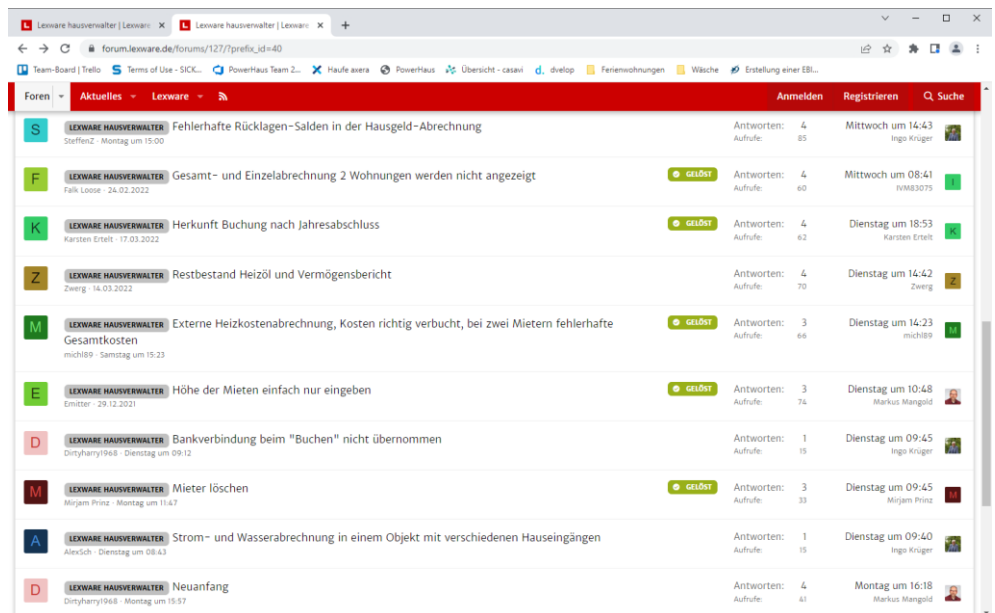 Lexware hausverwalter | Lexware
Lexware hausverwalter | Lexware
forum.lexware.de/forums/127/?prefix_id=40
Team-Board | Trello
Terms of Use - SICK...
PowerHaus Team 2...
Haufe axera
PowerHaus
Übersicht - casavi
dvelop
Ferienwohnungen
Wäsche
Erstellung einer EBI...
Foren Aktuelles Lexware Anmelden Registrieren Suche
S LEXWARE HAUSVERWALTER Fehlerhafte Rücklagen-Salden in der Hausgeld-Abrechnung Antworten: 4 Mittwoch um 14:43
SteffenZ · Montag um 15:00 Aufrufe: 85 Ingo Krüger
F LEXWARE HAUSVERWALTER Gesamt- und Einzelabrechnung 2 Wohnungen werden nicht angezeigt GELÖST Antworten: 4 Mittwoch um 08:41
Falk Loose · 24.02.2022 Aufrufe: 60 IVM83075 I
K LEXWARE HAUSVERWALTER Herkunft Buchung nach Jahresabschluss GELÖST Antworten: 4 Dienstag um 18:53
Karsten Ertelt · 17.03.2022 Aufrufe: 62 Karsten Ertelt K
Z LEXWARE HAUSVERWALTER Restbestand Heizöl und Vermögensbericht Antworten: 4 Dienstag um 14:42
Zwerg · 14.03.2022 Aufrufe: 70 Zwerg Z
M LEXWARE HAUSVERWALTER Externe Heizkostenabrechnung, Kosten richtig verbucht, bei zwei Mietern fehlerhafte GELÖST Antworten: 3 Dienstag um 14:23
Gesamtkosten Aufrufe: 66 michl89 M
michl89 · Samstag um 15:23
E LEXWARE HAUSVERWALTER Höhe der Mieten einfach nur eingeben GELÖST Antworten: 3 Dienstag um 10:48
Emitter · 29.12.2021 Aufrufe: 74 Markus Mangold
D LEXWARE HAUSVERWALTER Bankverbindung beim "Buchen" nicht übernommen Antworten: 1 Dienstag um 09:45
Dirtyharry1968 · Dienstag um 09:12 Aufrufe: 15 Ingo Krüger
M LEXWARE HAUSVERWALTER Mieter löschen GELÖST Antworten: 3 Dienstag um 09:45
Mirjam Prinz · Montag um 11:47 Aufrufe: 33 Mirjam Prinz M
A LEXWARE HAUSVERWALTER Strom- und Wasserabrechnung in einem Objekt mit verschiedenen Hauseingängen Antworten: 1 Dienstag um 09:40
AlexSch · Dienstag um 08:43 Aufrufe: 15 Ingo Krüger
D LEXWARE HAUSVERWALTER Neuanfang Antworten: 4 Montag um 16:18
Dirtyharry1968 · Montag um 15:57 Aufrufe: 41 Markus Mangold